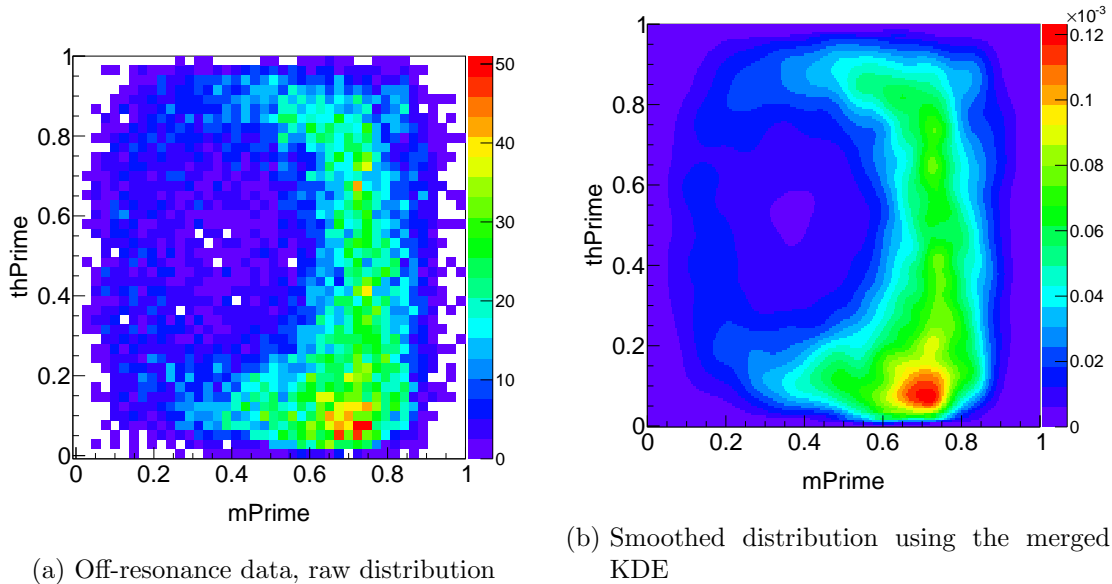 ×10⁻³
1
0.8
0.6
0.4
0.2
0
thPrime
0 0.2 0.4 0.6 0.8 1
mPrime
50
40
30
20
10
0
(a) Off-resonance data, raw distribution
1
0.8
0.6
0.4
0.2
0
thPrime
0 0.2 0.4 0.6 0.8 1
mPrime
0.12
0.1
0.08
0.06
0.04
0.02
0
(b) Smoothed distribution using the merged
KDE